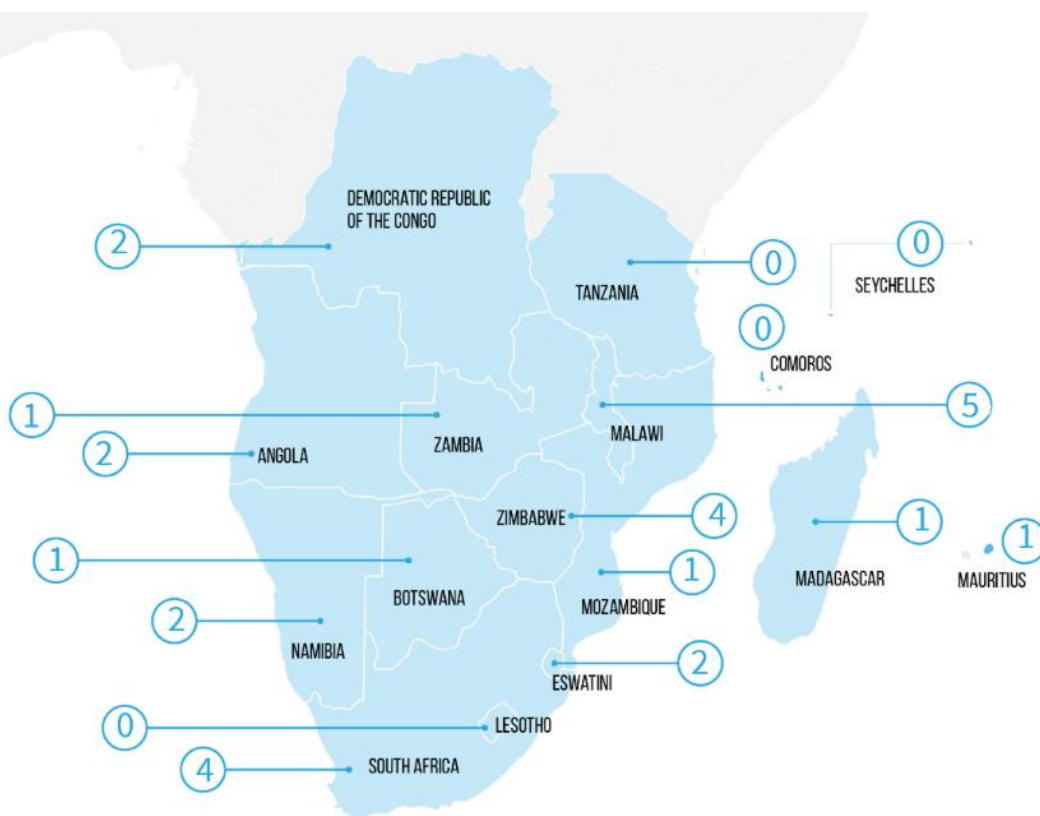 DEMOCRATIC REPUBLIC
OF THE CONGO
2
0
0
TANZANIA
SEYCHELLES
0
COMOROS
1
5
ZAMBIA
MALAWI
2
ANGOLA
ZIMBABWE
4
1
1
1
BOTSWANA
1
MADAGASCAR
MAURITIUS
MOZAMBIQUE
2
NAMIBIA
2
ESWATINI
0
LESOTHO
4
SOUTH AFRICA